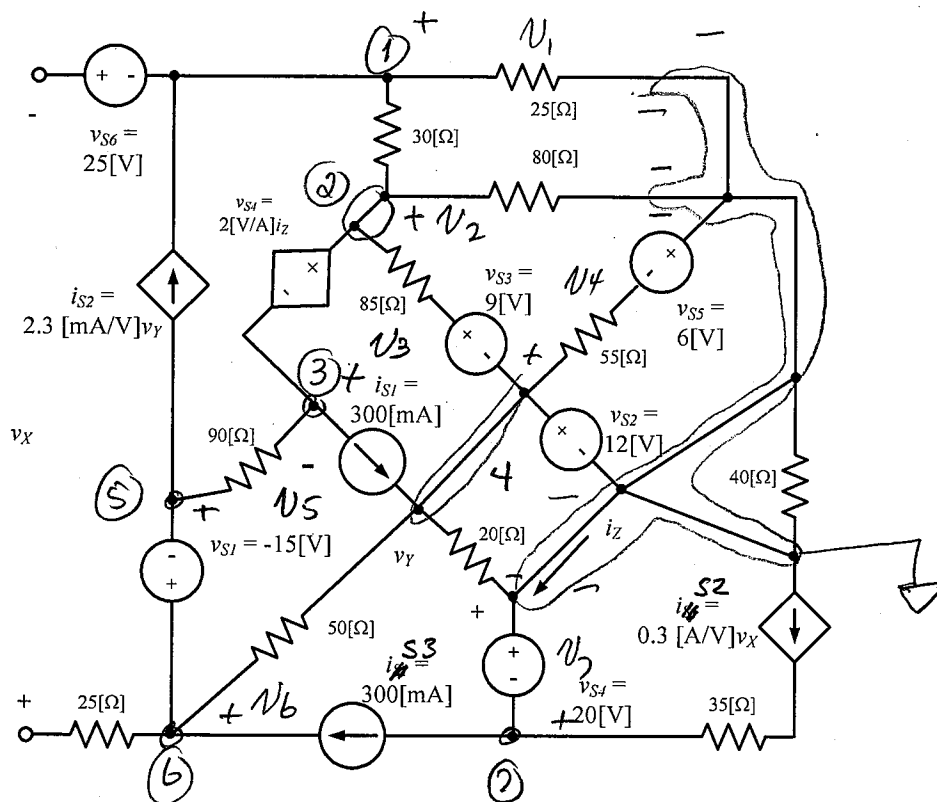 1
+
V1
−
+ -
-
25[Ω]
vS6 =
25[V]
30[Ω]
80[Ω]
2
vS4 =
2[V/A]iZ
+ V2
vS3 =
9[V]
V4
85[Ω]
vS5 =
6[V]
iS2 =
2.3 [mA/V]vY
V3
55[Ω]
3
+
iS1 =
300[mA]
+
vS2 =
12[V]
vX
90[Ω]
-
4
40[Ω]
5
+
V5
vS1 = -15[V]
20[Ω]
iZ
vY
-
+
+
-
S2
=
0.3 [A/V]vX
50[Ω]
S3
=
300[mA]
+
-
V7
vS4 =
20[V]
35[Ω]
+
25[Ω]
+ V6
+
6
7